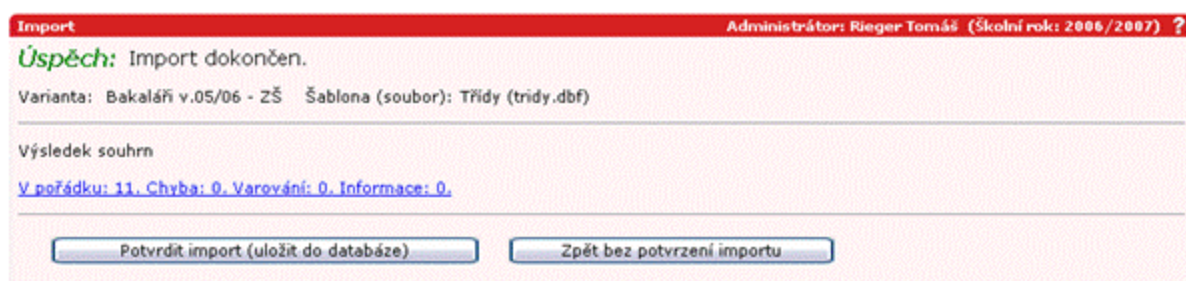 Import Administrátor: Rieger Tomáš (Školní rok: 2006/2007) ?
Úspěch: Import dokončen.
Varianta: Bakaláři v.05/06 - ZŠ Šablona (soubor): Třídy (tridy.dbf)
Výsledek souhrn
V pořádku: 11. Chyba: 0. Varování: 0. Informace: 0.
Potvrdit import (uložit do databáze) Zpět bez potvrzení importu